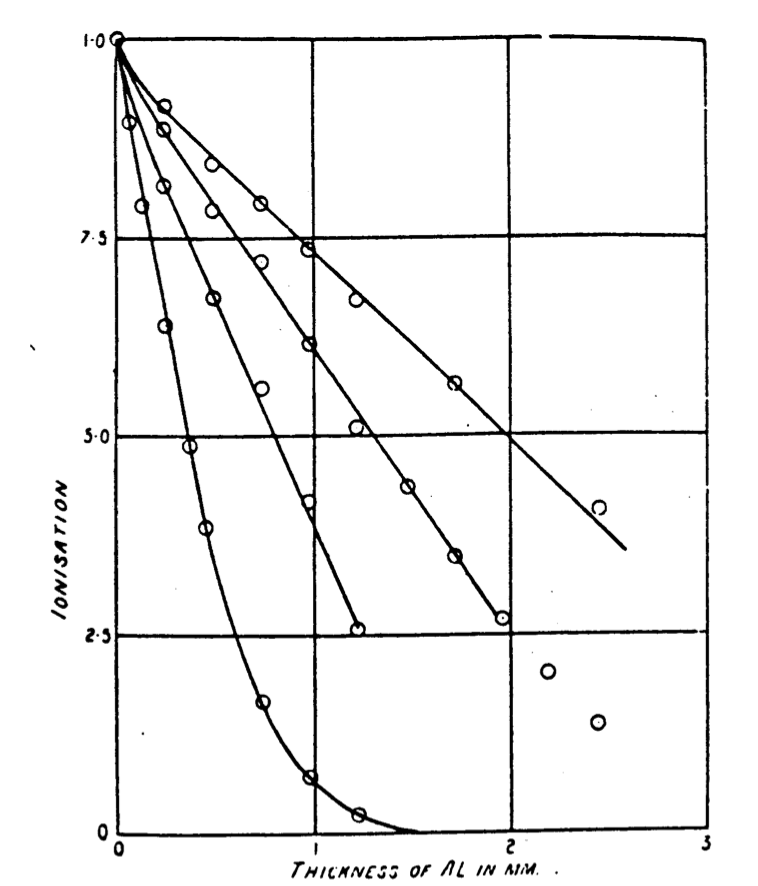 1·0
7·5
5·0
2·5
0
IONISATION
0 1 2 3
THICKNESS OF AL IN MM.